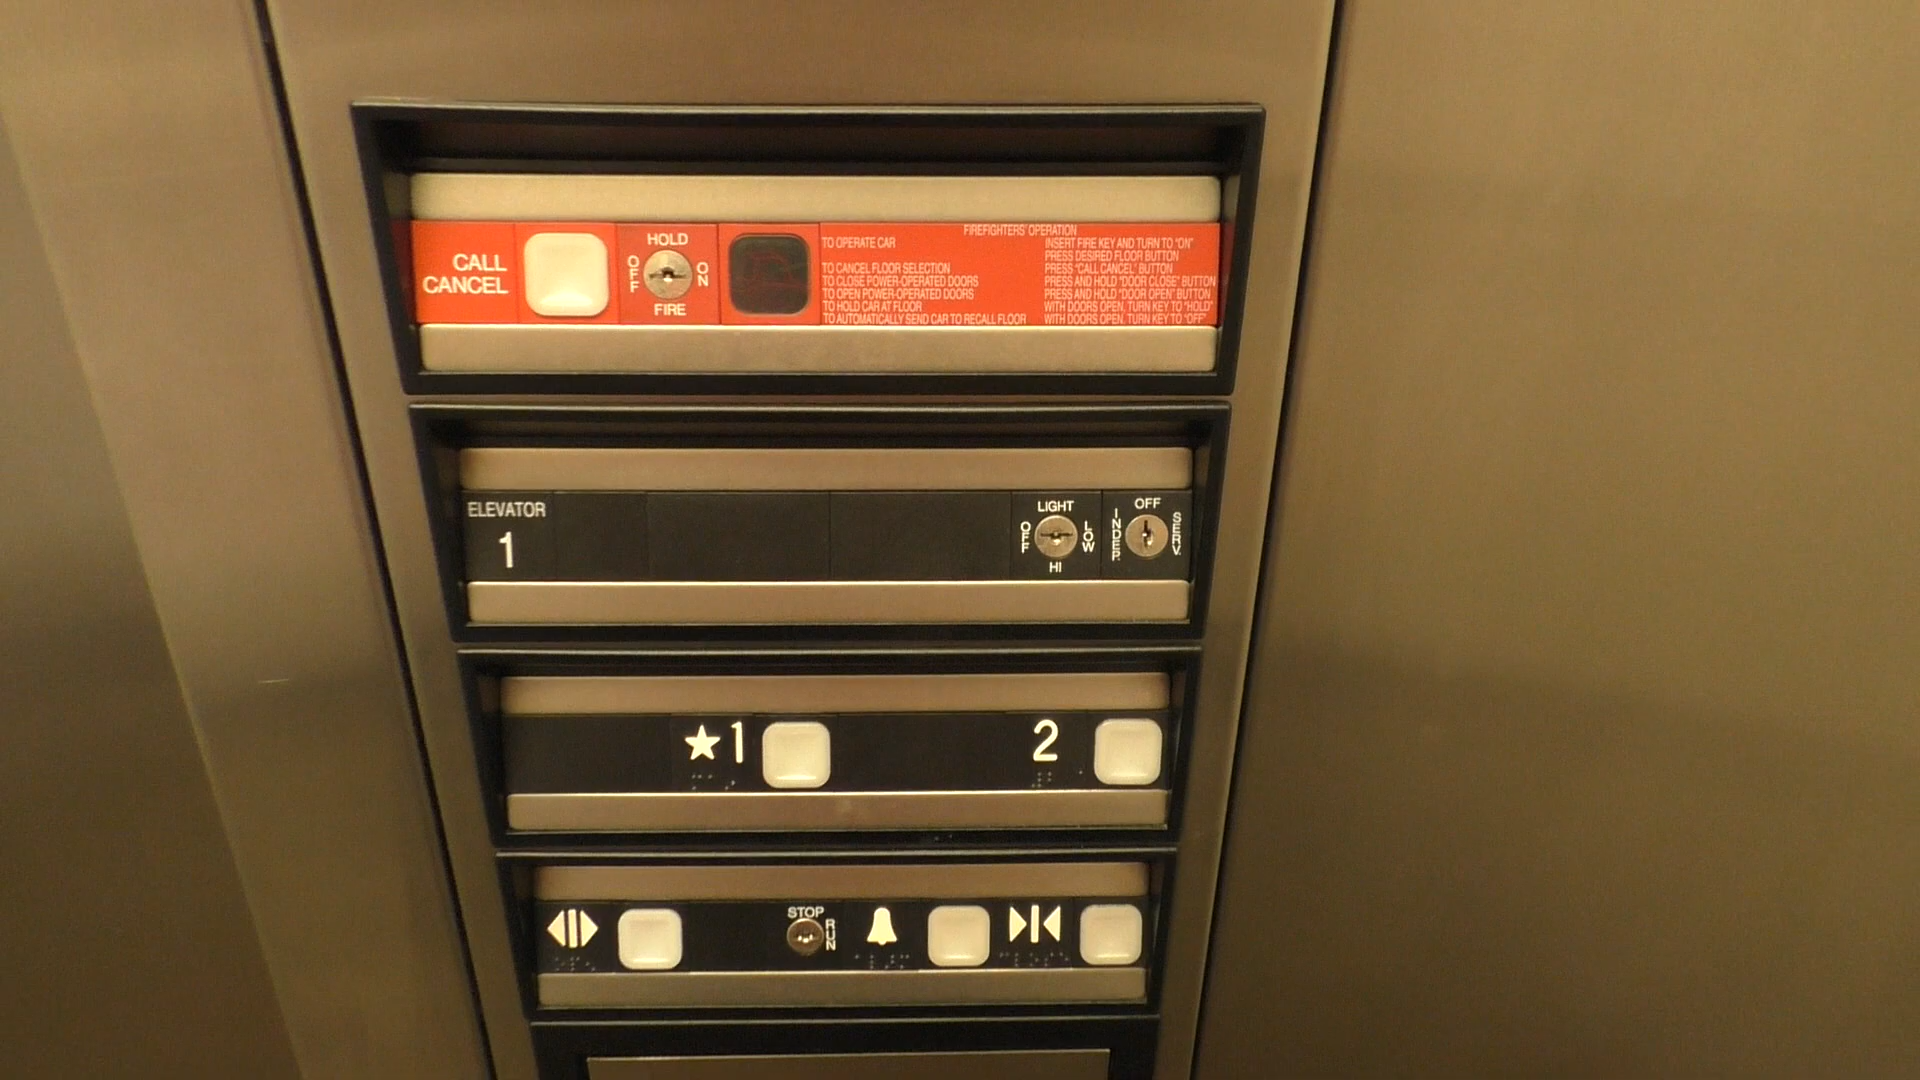 CALL
CANCEL
HOLD
OFF
ON
FIRE
FIREFIGHTERS' OPERATION
TO OPERATE CAR INSERT FIRE KEY AND TURN TO "ON"
PRESS DESIRED FLOOR BUTTON
TO CANCEL FLOOR SELECTION PRESS "CALL CANCEL" BUTTON
TO CLOSE POWER-OPERATED DOORS PRESS AND HOLD "DOOR CLOSE" BUTTON
TO OPEN POWER-OPERATED DOORS PRESS AND HOLD "DOOR OPEN" BUTTON
TO HOLD CAR AT FLOOR WITH DOORS OPEN, TURN KEY TO "HOLD"
TO AUTOMATICALLY SEND CAR TO RECALL FLOOR WITH DOORS OPEN, TURN KEY TO "OFF"
ELEVATOR
1
LIGHT
OFF
LOW
HI
OFF
INDEP.
SERV.
★1
2
STOP
RUN